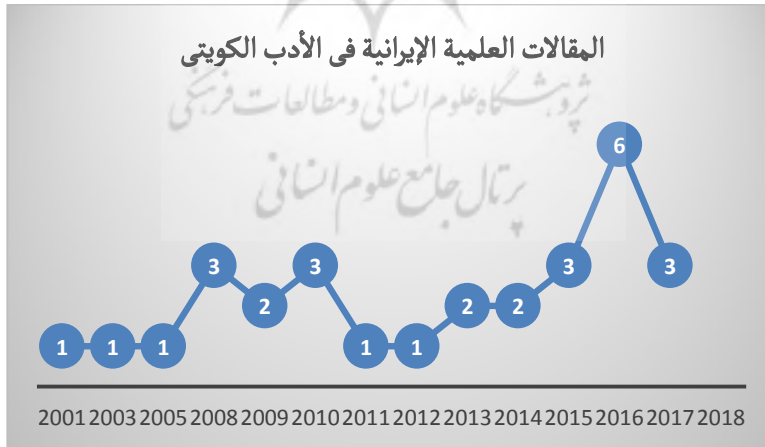 المقالات العلمية الإيرانية فى الأدب الكويتى
پژوهشگاه علوم انسانی و مطالعات فرهنگی
پرتال جامع علوم انسانی
6
3 3 3 3
2 2 2
1 1 1 1 1
2001 2003 2005 2008 2009 2010 2011 2012 2013 2014 2015 2016 2017 2018